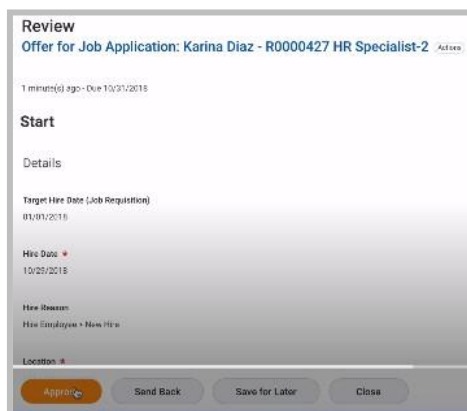 Review
Offer for Job Application: Karina Diaz - R0000427 HR Specialist-2 Actions
1 minute(s) ago - Due 10/31/2018
Start
Details
Target Hire Date (Job Requisition)
01/01/2018
Hire Date *
10/25/2018
Hire Reason
Hire Employee > New Hire
Location *
Approve Send Back Save for Later Close